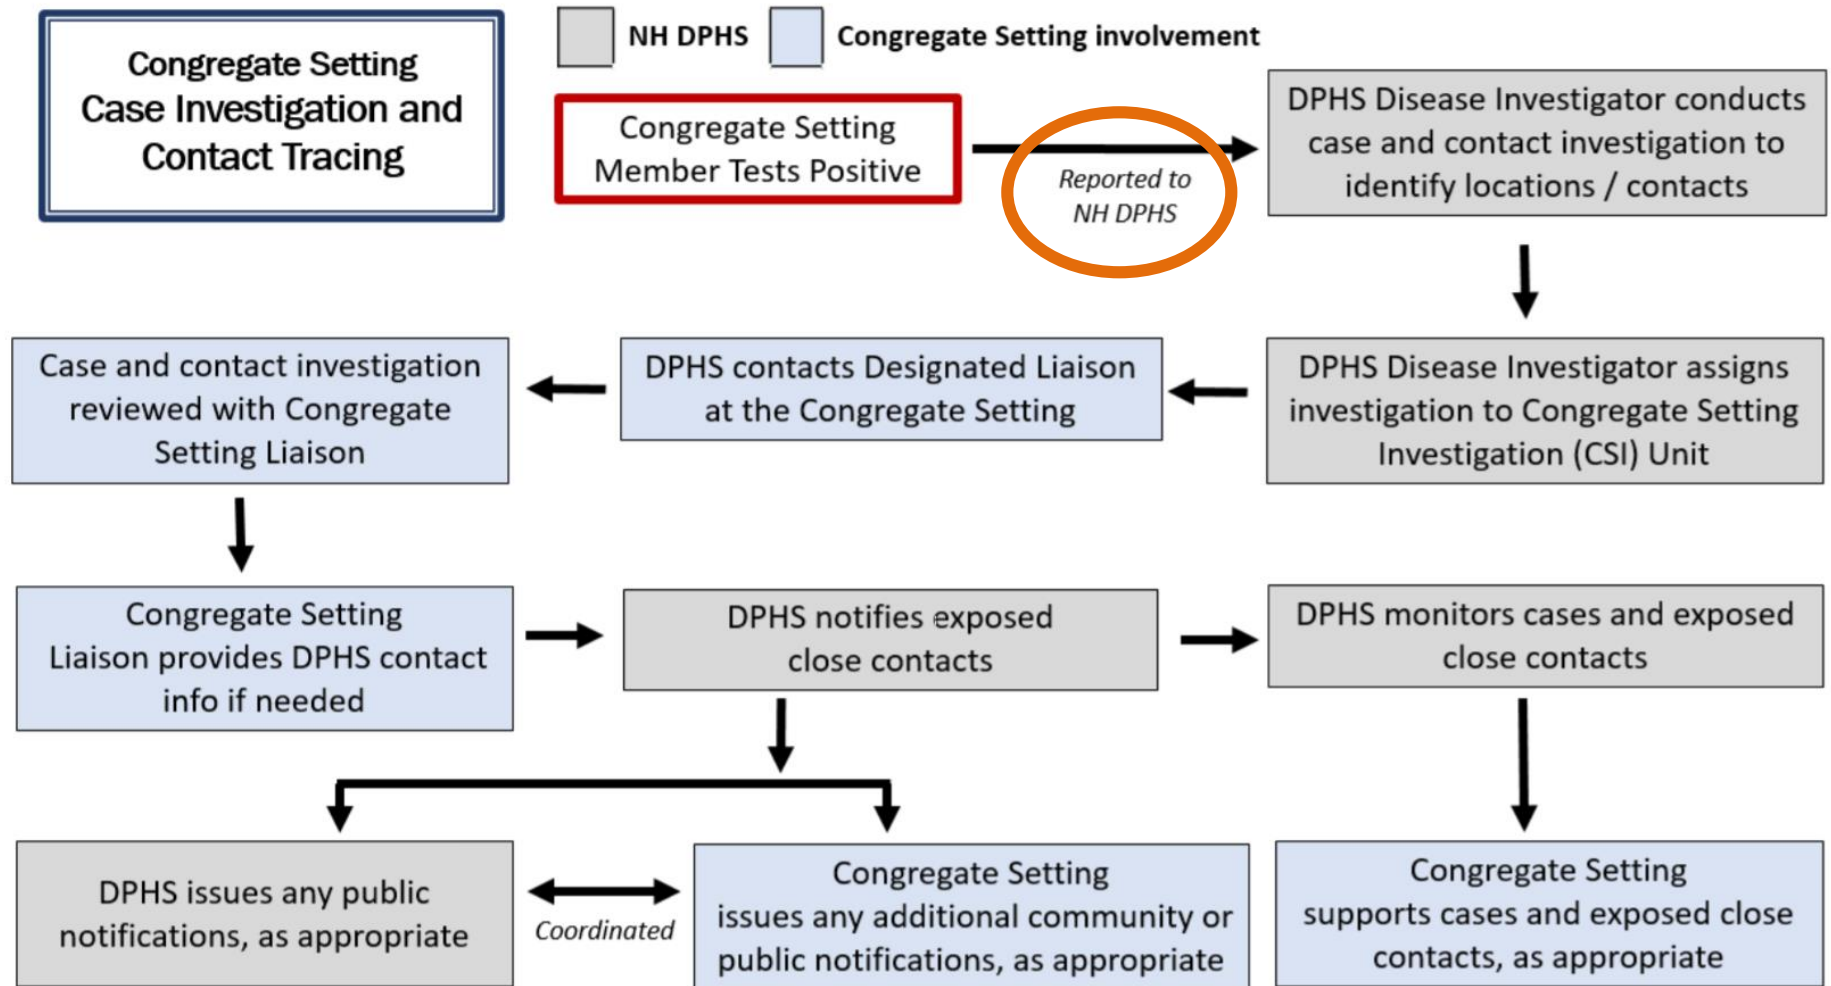 Congregate Setting
Case Investigation and
Contact Tracing
NH DPHS
Congregate Setting involvement
Congregate Setting
Member Tests Positive
Reported to
NH DPHS
DPHS Disease Investigator conducts
case and contact investigation to
identify locations / contacts
DPHS Disease Investigator assigns
investigation to Congregate Setting
Investigation (CSI) Unit
DPHS contacts Designated Liaison
at the Congregate Setting
Case and contact investigation
reviewed with Congregate
Setting Liaison
Congregate Setting
Liaison provides DPHS contact
info if needed
DPHS notifies exposed
close contacts
DPHS monitors cases and exposed
close contacts
DPHS issues any public
notifications, as appropriate
Coordinated
Congregate Setting
issues any additional community or
public notifications, as appropriate
Congregate Setting
supports cases and exposed close
contacts, as appropriate